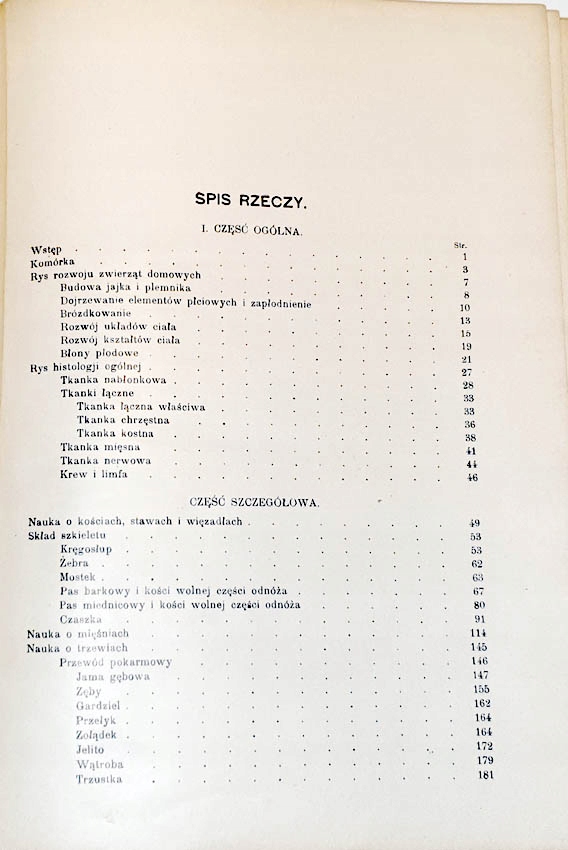 SPIS RZECZY.
I. CZĘŚĆ OGÓLNA.
Str.
Wstęp . . . . . . . . . . . . . . . . 1
Komórka . . . . . . . . . . . . . . . 3
Rys rozwoju zwierząt domowych . . . . . . . . . . 7
Budowa jajka i plemnika . . . . . . . . . . 8
Dojrzewanie elementów płciowych i zapłodnienie . . . . . 10
Brózdkowanie . . . . . . . . . . . . 13
Rozwój układów ciała . . . . . . . . . . 15
Rozwój kształtów ciała . . . . . . . . . . 19
Błony płodowe . . . . . . . . . . . . 21
Rys histologji ogólnej . . . . . . . . . . . . 27
Tkanka nabłonkowa . . . . . . . . . . . 28
Tkanki łączne . . . . . . . . . . . . 33
Tkanka łączna właściwa . . . . . . . . . 33
Tkanka chrzęstna . . . . . . . . . . 36
Tkanka kostna . . . . . . . . . . . 38
Tkanka mięsna . . . . . . . . . . . . 41
Tkanka nerwowa . . . . . . . . . . . 44
Krew i limfa . . . . . . . . . . . . 46
CZĘŚĆ SZCZEGÓŁOWA.
Nauka o kościach, stawach i więzadłach . . . . . . . . 49
Skład szkieletu . . . . . . . . . . . . . 53
Kręgosłup . . . . . . . . . . . . . 53
Żebra . . . . . . . . . . . . . . 62
Mostek . . . . . . . . . . . . . . 63
Pas barkowy i kości wolnej części odnóża . . . . . . 67
Pas miednicowy i kości wolnej części odnóża . . . . . 80
Czaszka . . . . . . . . . . . . . 91
Nauka o mięśniach . . . . . . . . . . . . 114
Nauka o trzewiach . . . . . . . . . . . . 145
Przewód pokarmowy . . . . . . . . . . . 146
Jama gębowa . . . . . . . . . . . . 147
Zęby . . . . . . . . . . . . . 155
Gardziel . . . . . . . . . . . . . 162
Przełyk . . . . . . . . . . . . . 164
Żołądek . . . . . . . . . . . . . 164
Jelito . . . . . . . . . . . . . 172
Wątroba . . . . . . . . . . . . . 179
Trzustka . . . . . . . . . . . . 181